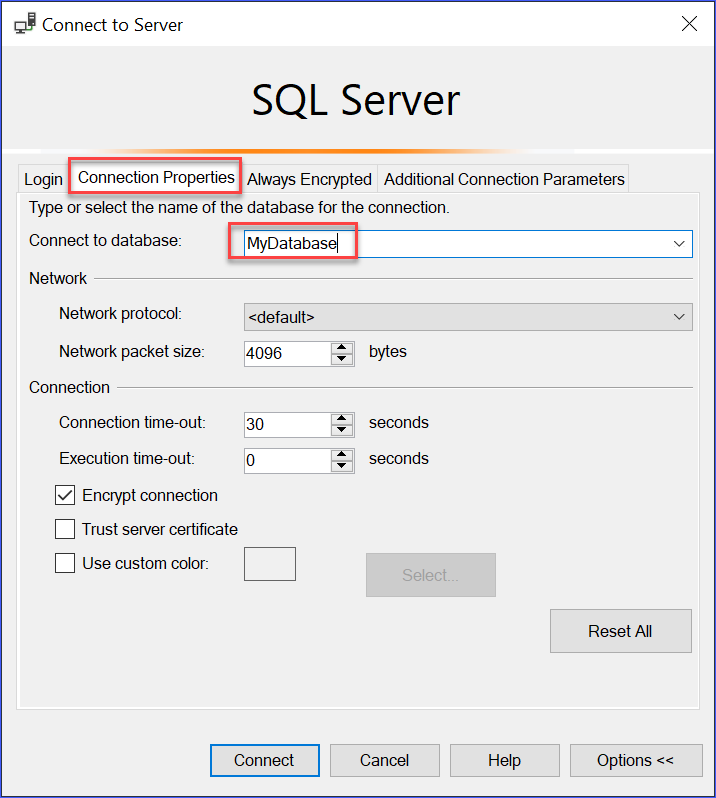 Connect to Server
SQL Server
Login Connection Properties Always Encrypted Additional Connection Parameters
Type or select the name of the database for the connection.
Connect to database: MyDatabase
Network
Network protocol: <default>
Network packet size: 4096 bytes
Connection
Connection time-out: 30 seconds
Execution time-out: 0 seconds
Encrypt connection
Trust server certificate
Use custom color: Select...
Reset All
Connect Cancel Help Options <<